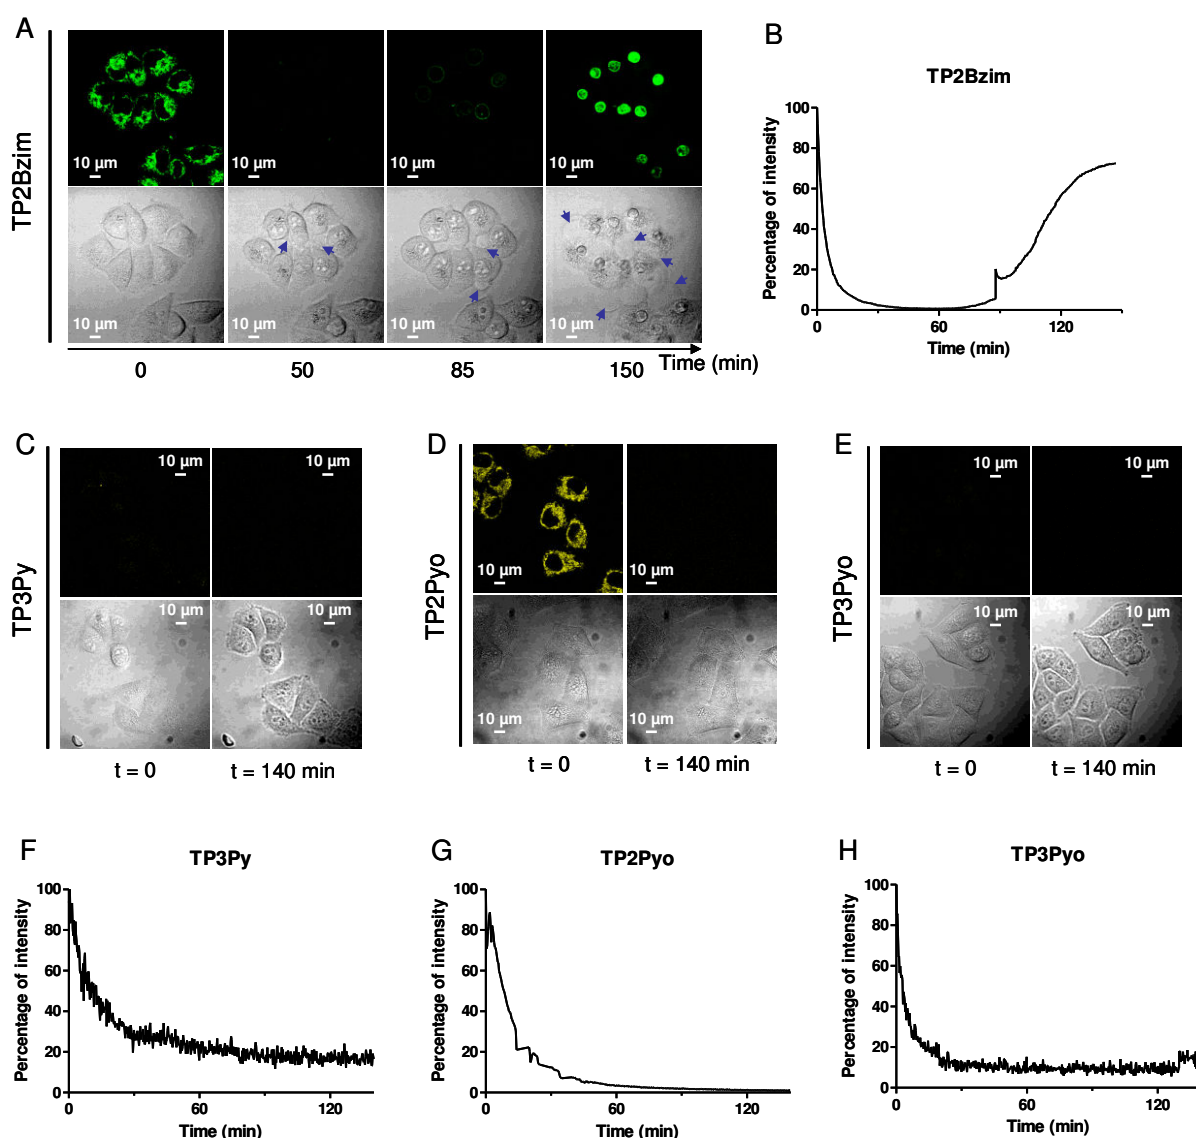 A
TP2Bzim
10 µm
10 µm
10 µm
10 µm
10 µm
10 µm
10 µm
10 µm
0
50
85
150
Time (min)
B
TP2Bzim
Percentage of intensity
100
80
60
40
20
0
0
60
120
Time (min)
C
TP3Py
10 µm
10 µm
10 µm
10 µm
t = 0
t = 140 min
D
TP2Pyo
10 µm
10 µm
10 µm
10 µm
t = 0
t = 140 min
E
TP3Pyo
10 µm
10 µm
10 µm
10 µm
t = 0
t = 140 min
F
TP3Py
Percentage of intensity
100
80
60
40
20
0
0
60
120
Time (min)
G
TP2Pyo
Percentage of intensity
100
80
60
40
20
0
0
60
120
Time (min)
H
TP3Pyo
Percentage of intensity
100
80
60
40
20
0
0
60
120
Time (min)